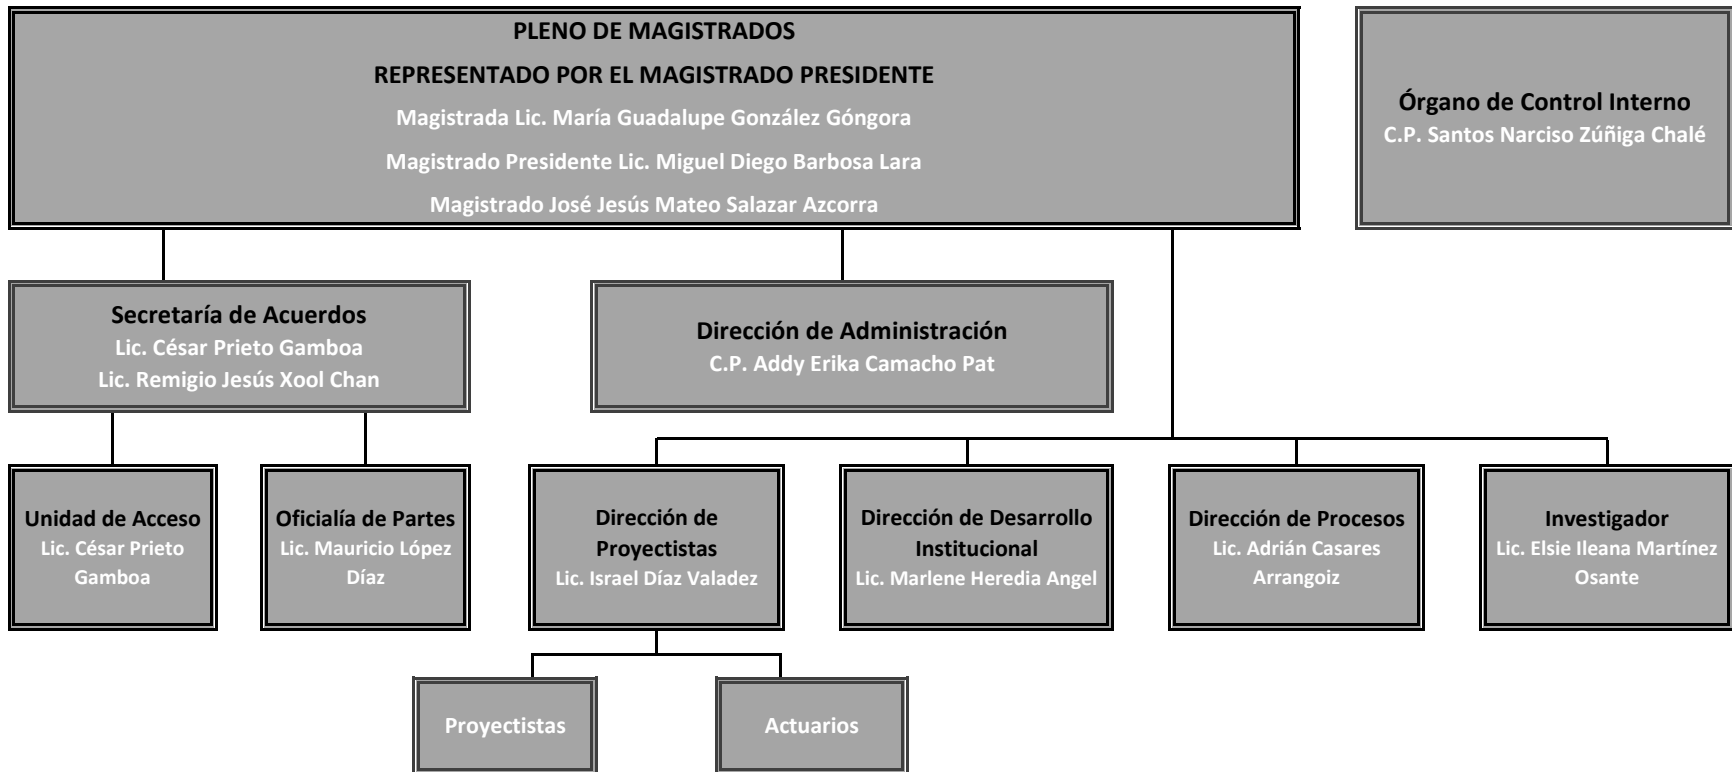 PLENO DE MAGISTRADOS
REPRESENTADO POR EL MAGISTRADO PRESIDENTE
Magistrada Lic. María Guadalupe González Góngora
Magistrado Presidente Lic. Miguel Diego Barbosa Lara
Magistrado José Jesús Mateo Salazar Azcorra
Órgano de Control Interno
C.P. Santos Narciso Zúñiga Chalé
Secretaría de Acuerdos
Lic. César Prieto Gamboa
Lic. Remigio Jesús Xool Chan
Dirección de Administración
C.P. Addy Erika Camacho Pat
Unidad de Acceso
Lic. César Prieto
Gamboa
Oficialía de Partes
Lic. Mauricio López
Díaz
Dirección de
Proyectistas
Lic. Israel Díaz Valadez
Dirección de Desarrollo
Institucional
Lic. Marlene Heredia Angel
Dirección de Procesos
Lic. Adrián Casares
Arrangoiz
Investigador
Lic. Elsie Ileana Martínez
Osante
Proyectistas
Actuarios